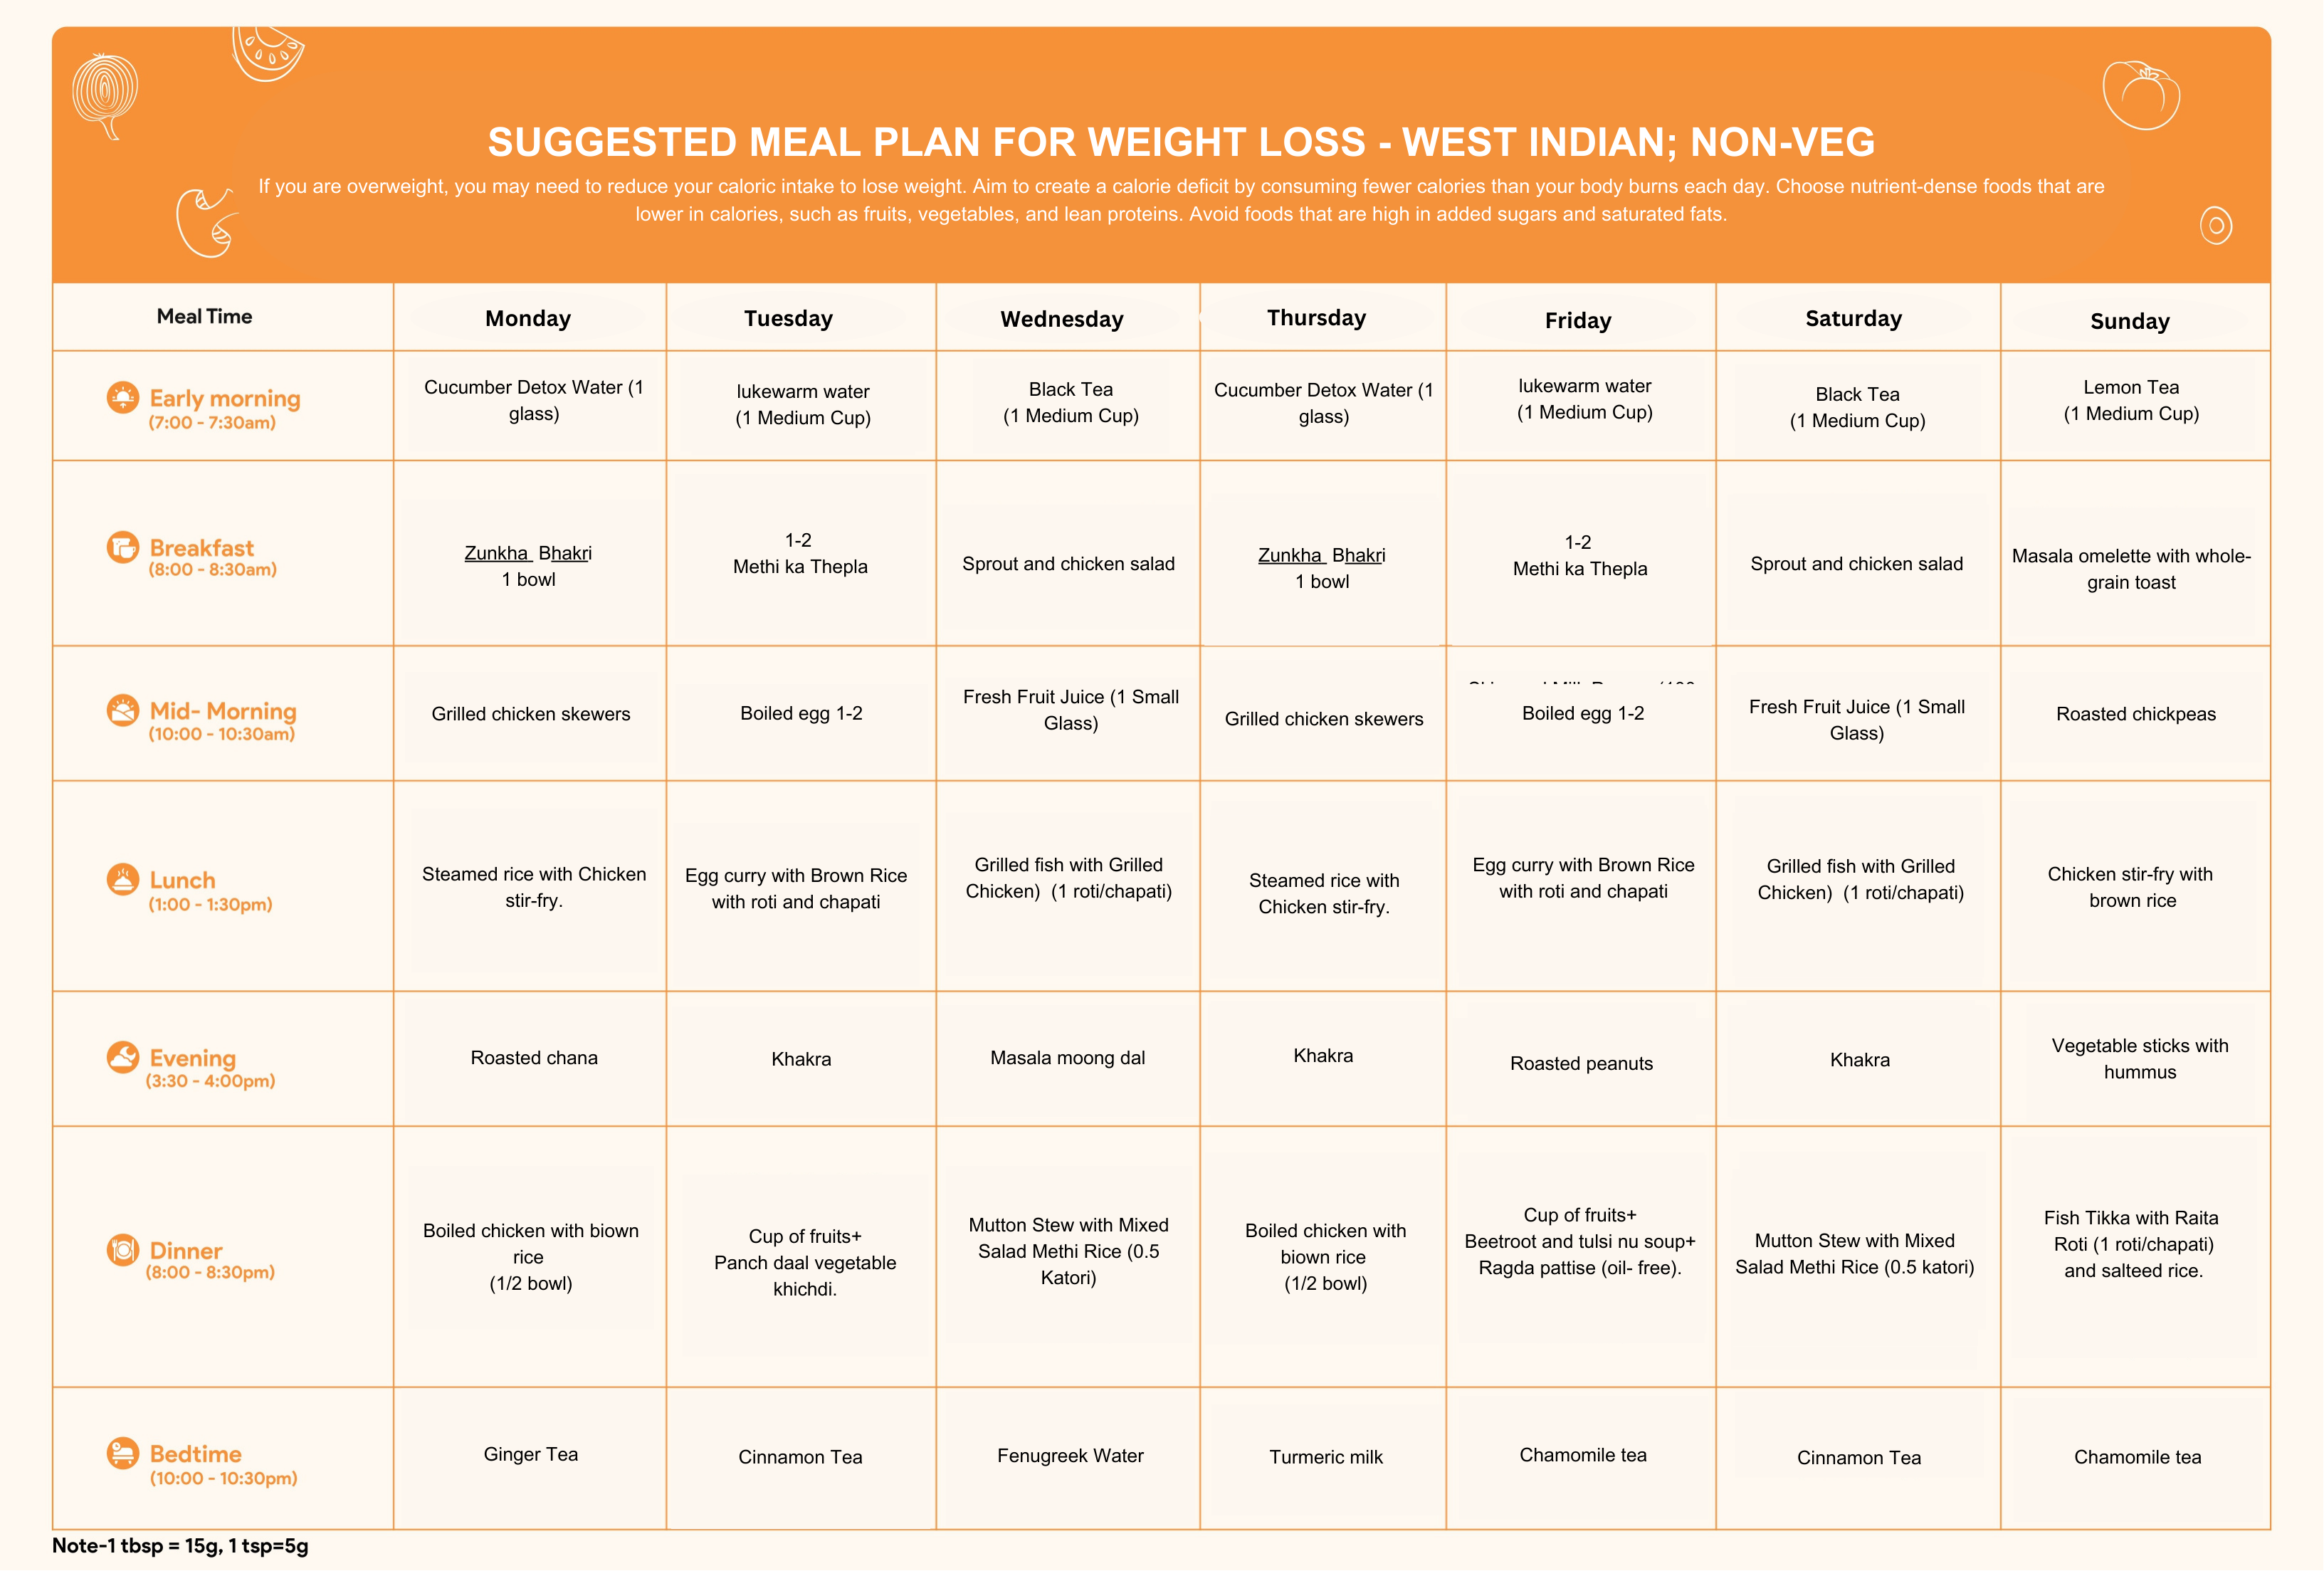 SUGGESTED MEAL PLAN FOR WEIGHT LOSS - WEST INDIAN; NON-VEG
If you are overweight, you may need to reduce your caloric intake to lose weight. Aim to create a calorie deficit by consuming fewer calories than your body burns each day. Choose nutrient-dense foods that are
lower in calories, such as fruits, vegetables, and lean proteins. Avoid foods that are high in added sugars and saturated fats.
Meal Time
Monday
Tuesday
Wednesday
Thursday
Friday
Saturday
Sunday
Early morning
(7:00 - 7:30am)
Cucumber Detox Water (1
glass)
lukewarm water
(1 Medium Cup)
Black Tea
(1 Medium Cup)
Cucumber Detox Water (1
glass)
lukewarm water
(1 Medium Cup)
Black Tea
(1 Medium Cup)
Lemon Tea
(1 Medium Cup)
Breakfast
(8:00 - 8:30am)
Zunkha Bhakri
1 bowl
1-2
Methi ka Thepla
Sprout and chicken salad
Zunkha Bhakri
1 bowl
1-2
Methi ka Thepla
Sprout and chicken salad
Masala omelette with whole-
grain toast
Mid- Morning
(10:00 - 10:30am)
Grilled chicken skewers
Boiled egg 1-2
Fresh Fruit Juice (1 Small
Glass)
Grilled chicken skewers
Boiled egg 1-2
Fresh Fruit Juice (1 Small
Glass)
Roasted chickpeas
Lunch
(1:00 - 1:30pm)
Steamed rice with Chicken
stir-fry.
Egg curry with Brown Rice
with roti and chapati
Grilled fish with Grilled
Chicken) (1 roti/chapati)
Steamed rice with
Chicken stir-fry.
Egg curry with Brown Rice
with roti and chapati
Grilled fish with Grilled
Chicken) (1 roti/chapati)
Chicken stir-fry with
brown rice
Evening
(3:30 - 4:00pm)
Roasted chana
Khakra
Masala moong dal
Khakra
Roasted peanuts
Khakra
Vegetable sticks with
hummus
Dinner
(8:00 - 8:30pm)
Boiled chicken with biown
rice
(1/2 bowl)
Cup of fruits+
Panch daal vegetable
khichdi.
Mutton Stew with Mixed
Salad Methi Rice (0.5
Katori)
Boiled chicken with
biown rice
(1/2 bowl)
Cup of fruits+
Beetroot and tulsi nu soup+
Ragda pattise (oil- free).
Mutton Stew with Mixed
Salad Methi Rice (0.5 katori)
Fish Tikka with Raita
Roti (1 roti/chapati)
and salteed rice.
Bedtime
(10:00 - 10:30pm)
Ginger Tea
Cinnamon Tea
Fenugreek Water
Turmeric milk
Chamomile tea
Cinnamon Tea
Chamomile tea
Note-1 tbsp = 15g, 1 tsp=5g